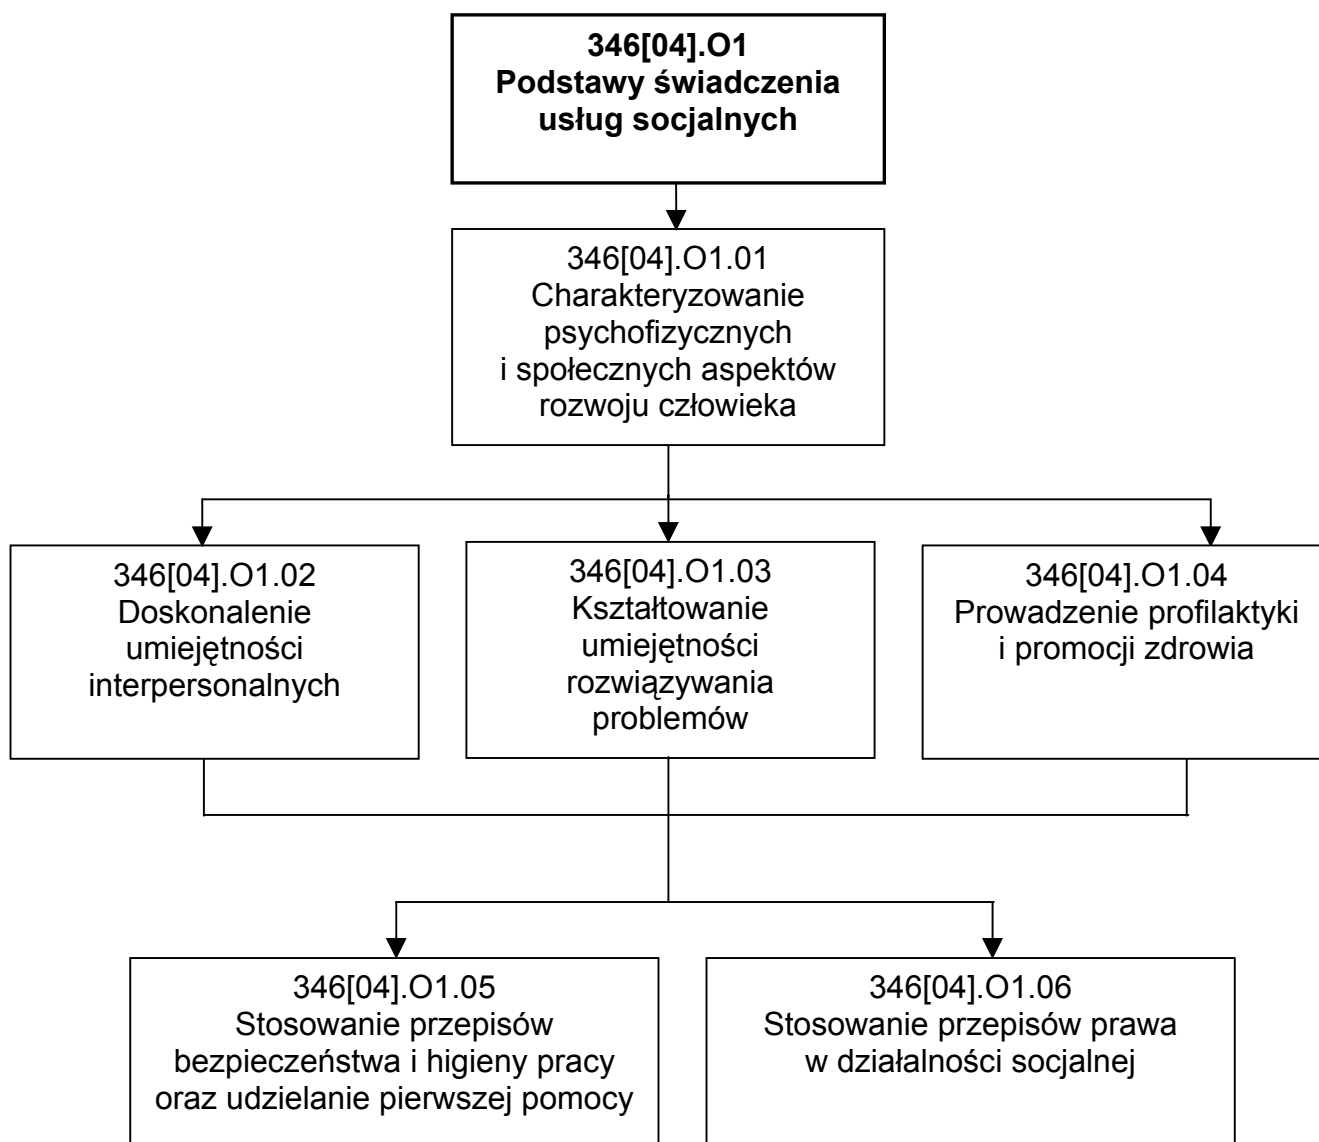 346[04].O1
Podstawy świadczenia
usług socjalnych
346[04].O1.01
Charakteryzowanie
psychofizycznych
i społecznych aspektów
rozwoju człowieka
346[04].O1.02
Doskonalenie
umiejętności
interpersonalnych
346[04].O1.03
Kształtowanie
umiejętności
rozwiązywania
problemów
346[04].O1.04
Prowadzenie profilaktyki
i promocji zdrowia
346[04].O1.05
Stosowanie przepisów
bezpieczeństwa i higieny pracy
oraz udzielanie pierwszej pomocy
346[04].O1.06
Stosowanie przepisów prawa
w działalności socjalnej